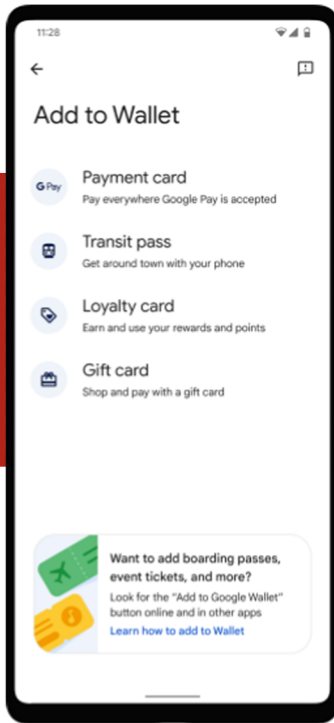 11:28
Add to Wallet
G Pay
Payment card
Pay everywhere Google Pay is accepted
Transit pass
Get around town with your phone
Loyalty card
Earn and use your rewards and points
Gift card
Shop and pay with a gift card
Want to add boarding passes,
event tickets, and more?
Look for the “Add to Google Wallet”
button online and in other apps
Learn how to add to Wallet